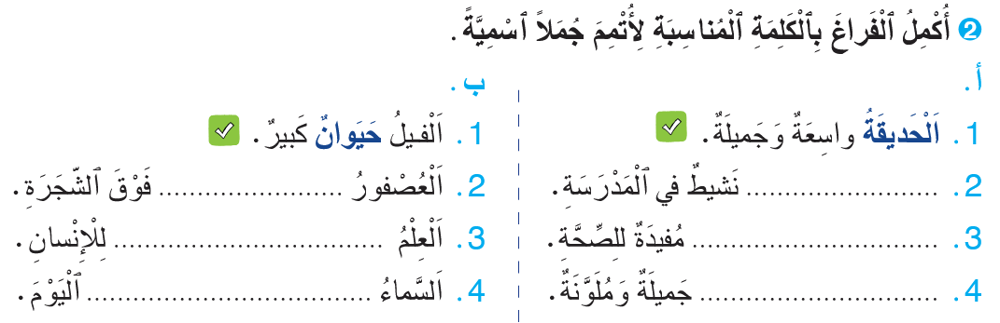 2 أُكْمِلُ ٱلْفَراغَ بِٱلْكَلِمَةِ ٱلْمُناسِبَةِ لِأُتْمِمَ جُمَلاً ٱسْمِيَّةً.
أ.
1. اَلْحَديقَةُ واسِعَةٌ وَجَميلَةٌ.
2. .......................... نَشيطٌ في ٱلْمَدْرَسَةِ.
3. ................................. مُفيدَةٌ لِلصِّحَّةِ.
4. ................................ جَميلَةٌ وَمُلَوَّنَةٌ.
ب.
1. اَلْفيلُ حَيَوانٌ كَبيرٌ.
2. اَلْعُصْفورُ ......................... فَوْقَ ٱلشَّجَرَةِ.
3. اَلْعِلْمُ .................................... لِلْإِنْسانِ.
4. اَلسَّماءُ ...................................... ٱلْيَوْمَ.